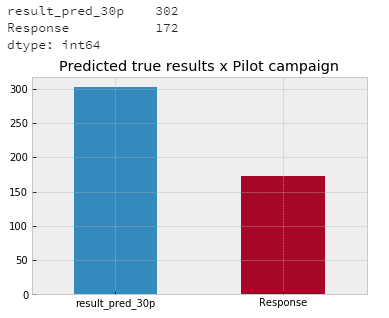 result_pred_30p 302
Response 172
dtype: int64
Predicted true results x Pilot campaign
300
250
200
150
100
50
0
result_pred_30p Response